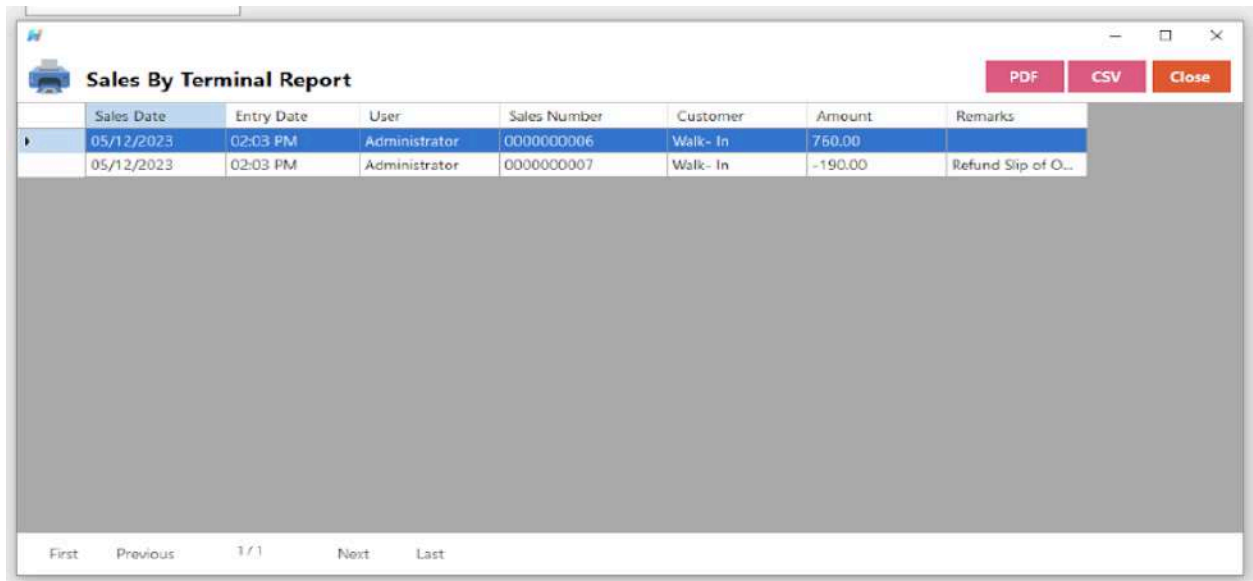 Sales By Terminal Report PDF CSV Close
Sales Date Entry Date User Sales Number Customer Amount Remarks
05/12/2023 02:03 PM Administrator 0000000006 Walk- In 760.00
05/12/2023 02:03 PM Administrator 0000000007 Walk- In -190.00 Refund Slip of O...
First Previous 1 / 1 Next Last